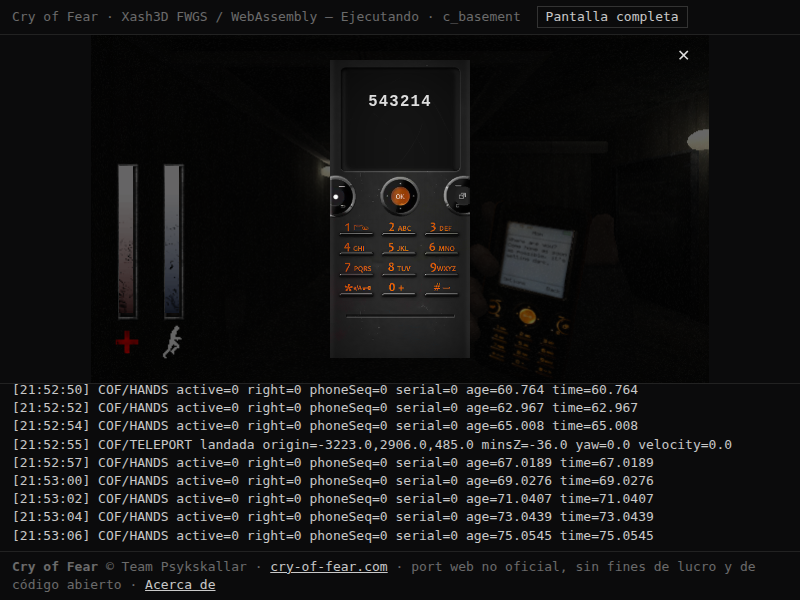 Cry of Fear · Xash3D FWGS / WebAssembly — Ejecutando · c_basement Pantalla completa
✕
543214
OK
1 2 ABC 3 DEF
4 GHI 5 JKL 6 MNO
7 PQRS 8 TUV 9 WXYZ
* 0 + #
[21:52:50] COF/HANDS active=0 right=0 phoneSeq=0 serial=0 age=60.764 time=60.764
[21:52:52] COF/HANDS active=0 right=0 phoneSeq=0 serial=0 age=62.967 time=62.967
[21:52:54] COF/HANDS active=0 right=0 phoneSeq=0 serial=0 age=65.008 time=65.008
[21:52:55] COF/TELEPORT landada origin=-3223.0,2906.0,485.0 minsZ=-36.0 yaw=0.0 velocity=0.0
[21:52:57] COF/HANDS active=0 right=0 phoneSeq=0 serial=0 age=67.0189 time=67.0189
[21:53:00] COF/HANDS active=0 right=0 phoneSeq=0 serial=0 age=69.0276 time=69.0276
[21:53:02] COF/HANDS active=0 right=0 phoneSeq=0 serial=0 age=71.0407 time=71.0407
[21:53:04] COF/HANDS active=0 right=0 phoneSeq=0 serial=0 age=73.0439 time=73.0439
[21:53:06] COF/HANDS active=0 right=0 phoneSeq=0 serial=0 age=75.0545 time=75.0545
Cry of Fear © Team Psykskallar · cry-of-fear.com · port web no oficial, sin fines de lucro y de
código abierto · Acerca de